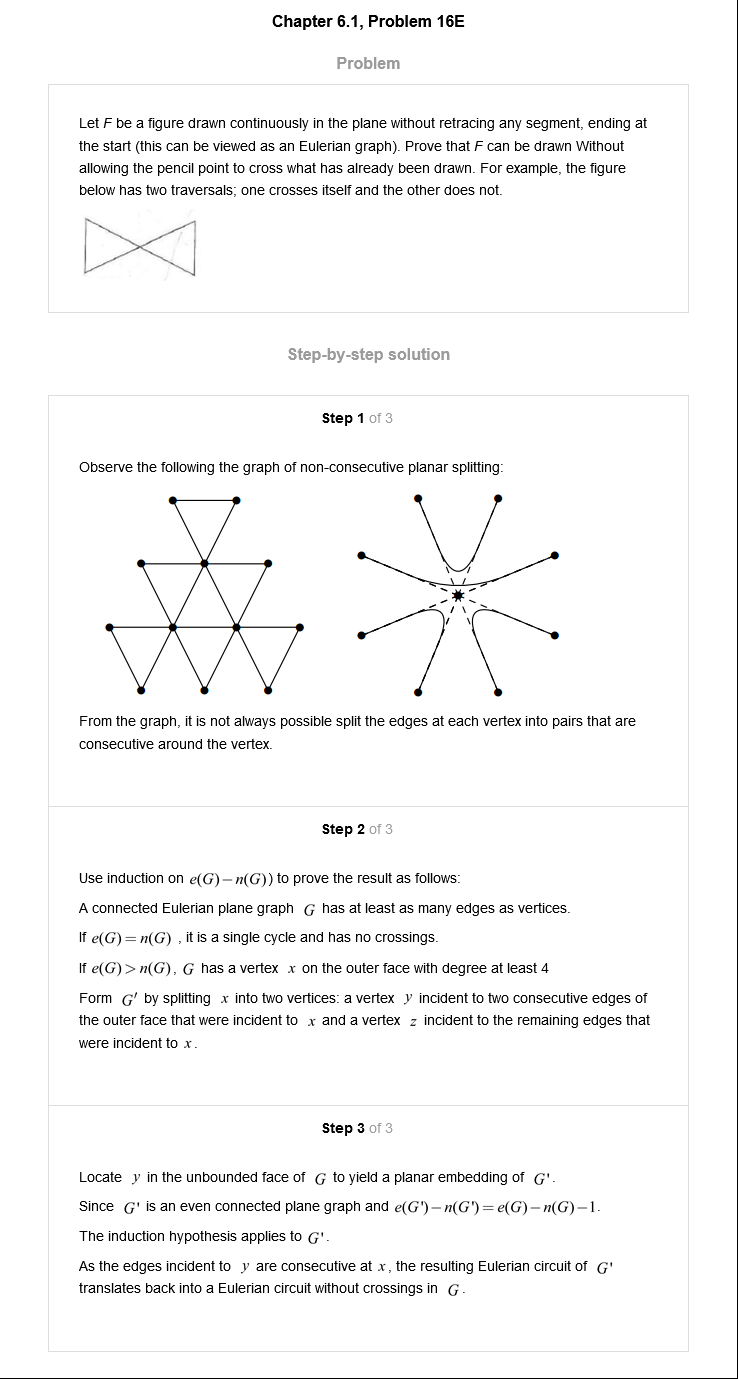 Chapter 6.1, Problem 16E
Problem
Let F be a figure drawn continuously in the plane without retracing any segment, ending at
the start (this can be viewed as an Eulerian graph). Prove that F can be drawn Without
allowing the pencil point to cross what has already been drawn. For example, the figure
below has two traversals; one crosses itself and the other does not.
Step-by-step solution
Step 1 of 3
Observe the following the graph of non-consecutive planar splitting:
From the graph, it is not always possible split the edges at each vertex into pairs that are
consecutive around the vertex.
Step 2 of 3
Use induction on e(G)−n(G)) to prove the result as follows:
A connected Eulerian plane graph G has at least as many edges as vertices.
If e(G)=n(G) , it is a single cycle and has no crossings.
If e(G)>n(G), G has a vertex x on the outer face with degree at least 4
Form G′ by splitting x into two vertices: a vertex y incident to two consecutive edges of
the outer face that were incident to x and a vertex z incident to the remaining edges that
were incident to x.
Step 3 of 3
Locate y in the unbounded face of G to yield a planar embedding of G'.
Since G' is an even connected plane graph and e(G')−n(G')=e(G)−n(G)−1.
The induction hypothesis applies to G'.
As the edges incident to y are consecutive at x, the resulting Eulerian circuit of G'
translates back into a Eulerian circuit without crossings in G.